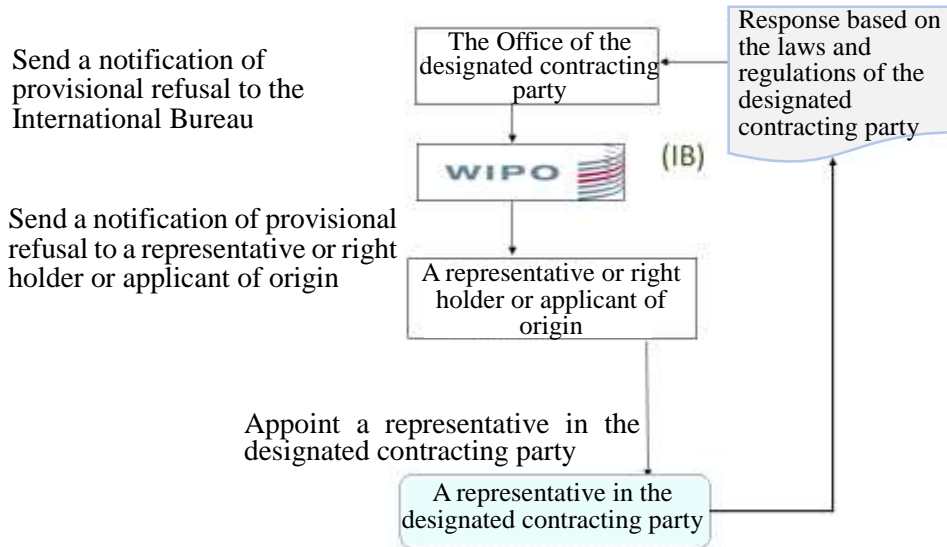 Send a notification of
provisional refusal to the
International Bureau
The Office of the
designated contracting
party
Response based on
the laws and
regulations of the
designated
contracting party
WIPO
(IB)
Send a notification of provisional
refusal to a representative or right
holder or applicant of origin
A representative or right
holder or applicant of
origin
Appoint a representative in the
designated contracting party
A representative in the
designated contracting party